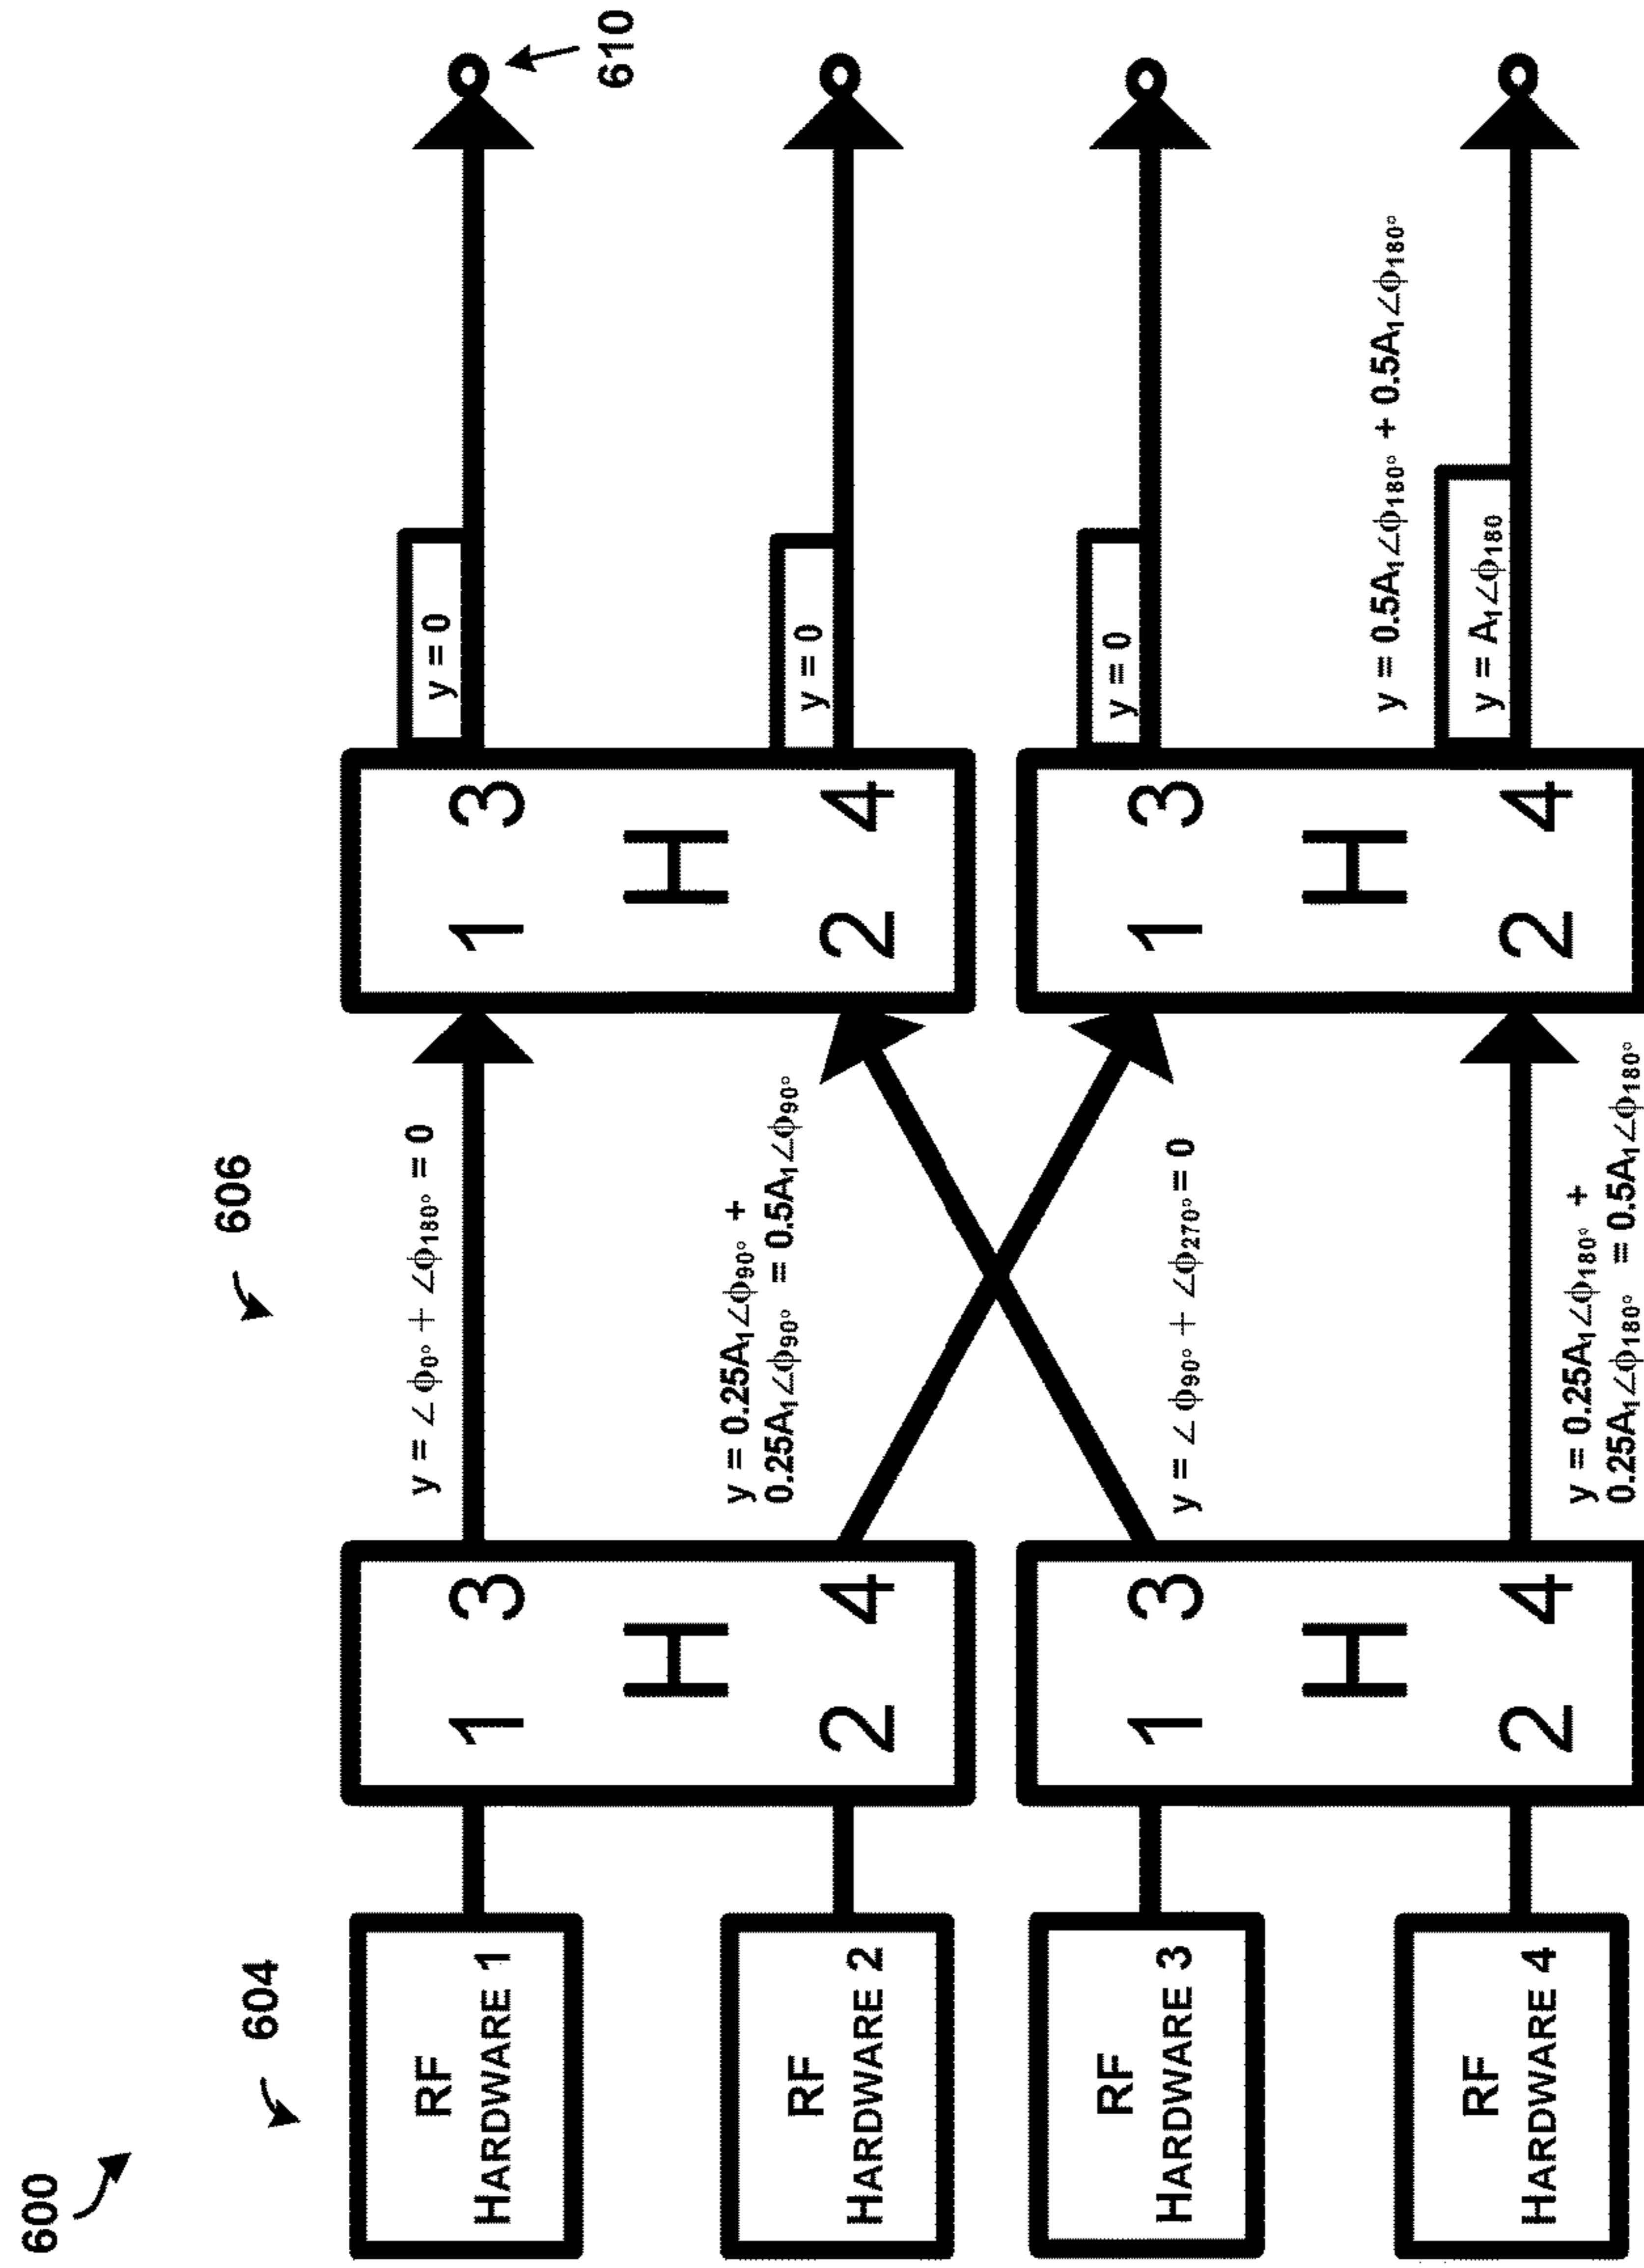 600
604
606
610
RF
HARDWARE 1
1 3
H
2 4
y = ∠ϕ0° + ∠ϕ180° = 0
1 3
H
2 4
y = 0
RF
HARDWARE 2
y = 0.25A1∠ϕ90° +
0.25A1∠ϕ90° = 0.5A1∠ϕ90°
y = 0
RF
HARDWARE 3
1 3
H
2 4
y = ∠ϕ90° + ∠ϕ270° = 0
1 3
H
2 4
y = 0
RF
HARDWARE 4
y = 0.25A1∠ϕ180° +
0.25A1∠ϕ180° = 0.5A1∠ϕ180°
y = 0.5A1∠ϕ180° + 0.5A1∠ϕ180°
y = A1∠ϕ180